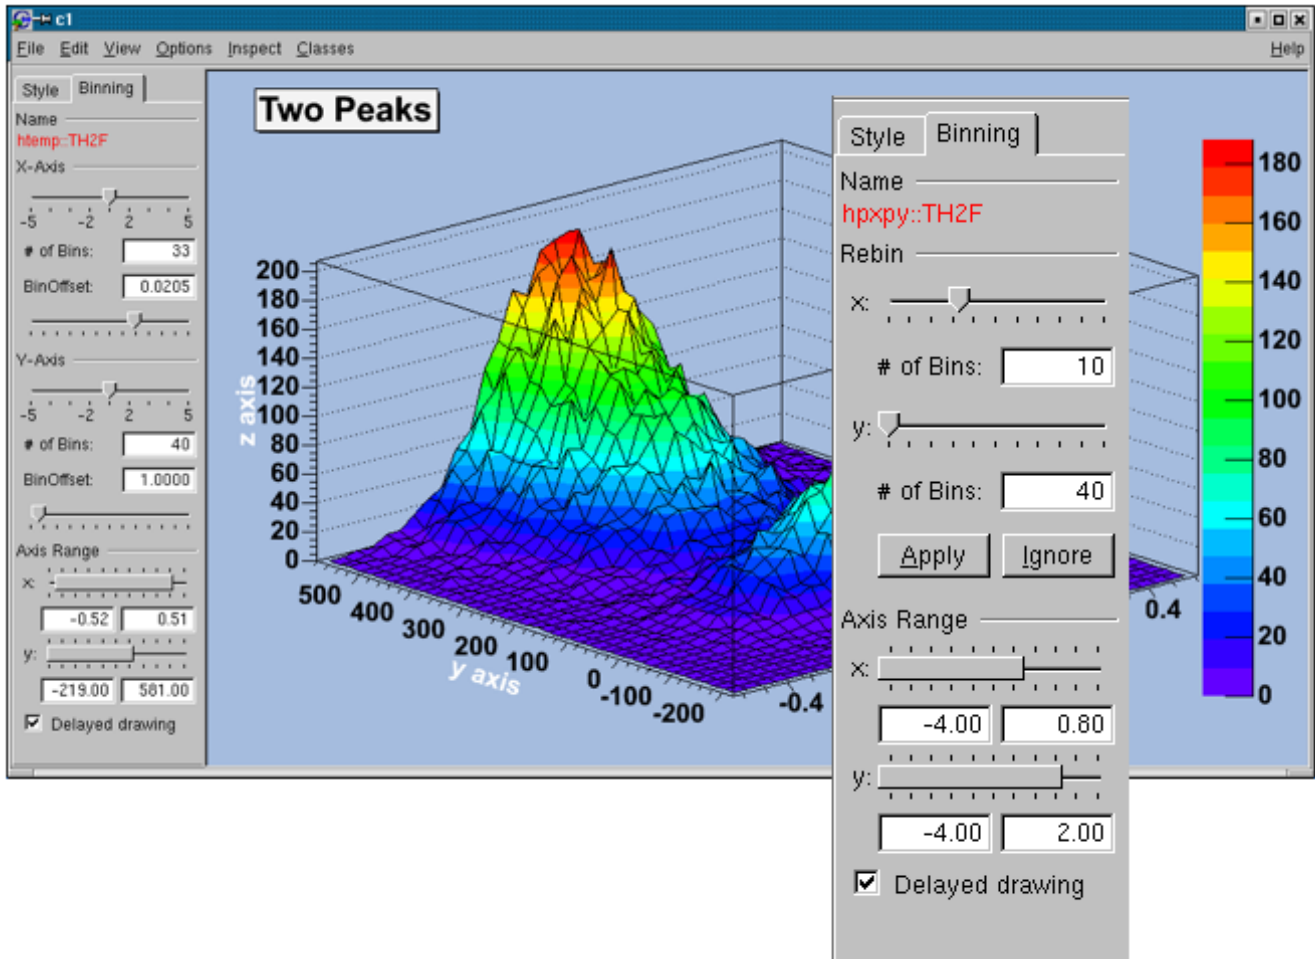 c1
File Edit View Options Inspect Classes Help
Style Binning
Name
htemp::TH2F
X-Axis
-5 -2 2 5
# of Bins: 33
BinOffset: 0.0205
Y-Axis
-5 -2 2 5
# of Bins: 40
BinOffset: 1.0000
Axis Range
x:
-0.52 0.51
y:
-219.00 581.00
Delayed drawing
Two Peaks
z axis
200
180
160
140
120
100
80
60
40
20
0
500 400 300 200 100 0 -100 -200
y axis
-0.4
0.4
Style Binning
Name
hpxpy::TH2F
Rebin
x:
# of Bins: 10
y:
# of Bins: 40
Apply Ignore
Axis Range
x:
-4.00 0.80
y:
-4.00 2.00
Delayed drawing
180
160
140
120
100
80
60
40
20
0